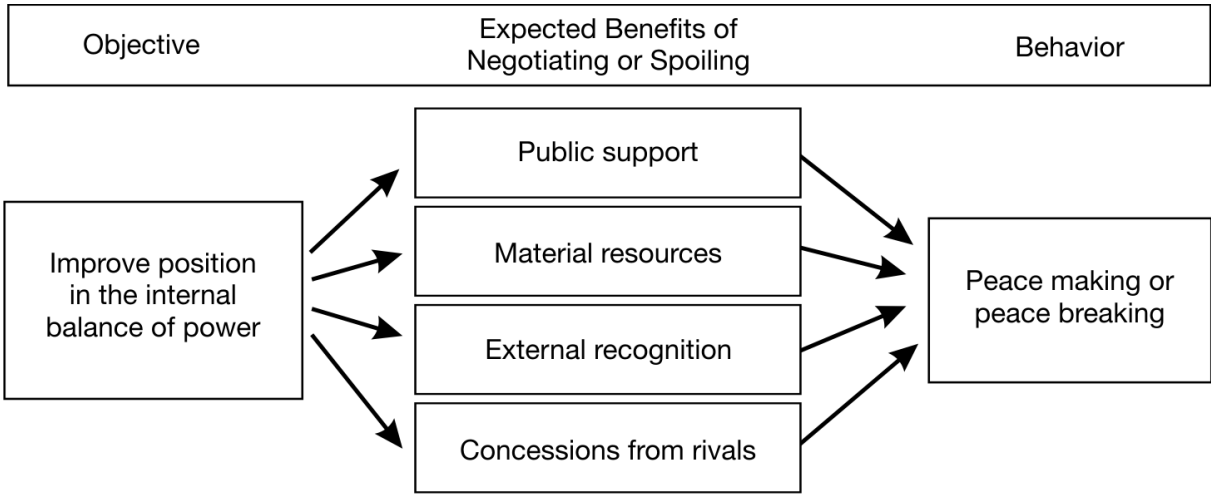 Objective
Expected Benefits of
Negotiating or Spoiling
Behavior
Improve position
in the internal
balance of power
Public support
Material resources
External recognition
Concessions from rivals
Peace making or
peace breaking